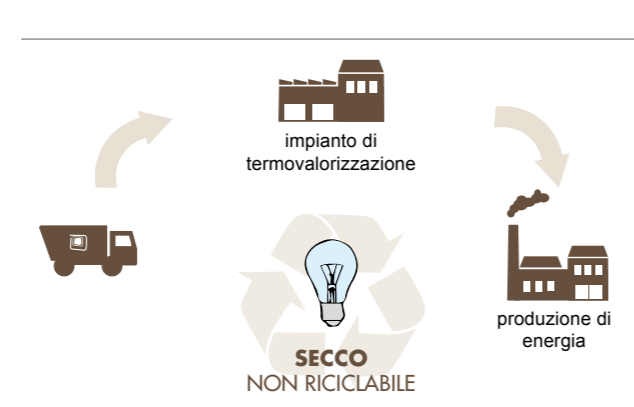 impianto di
termovalorizzazione
produzione di
energia
SECCO
NON RICICLABILE